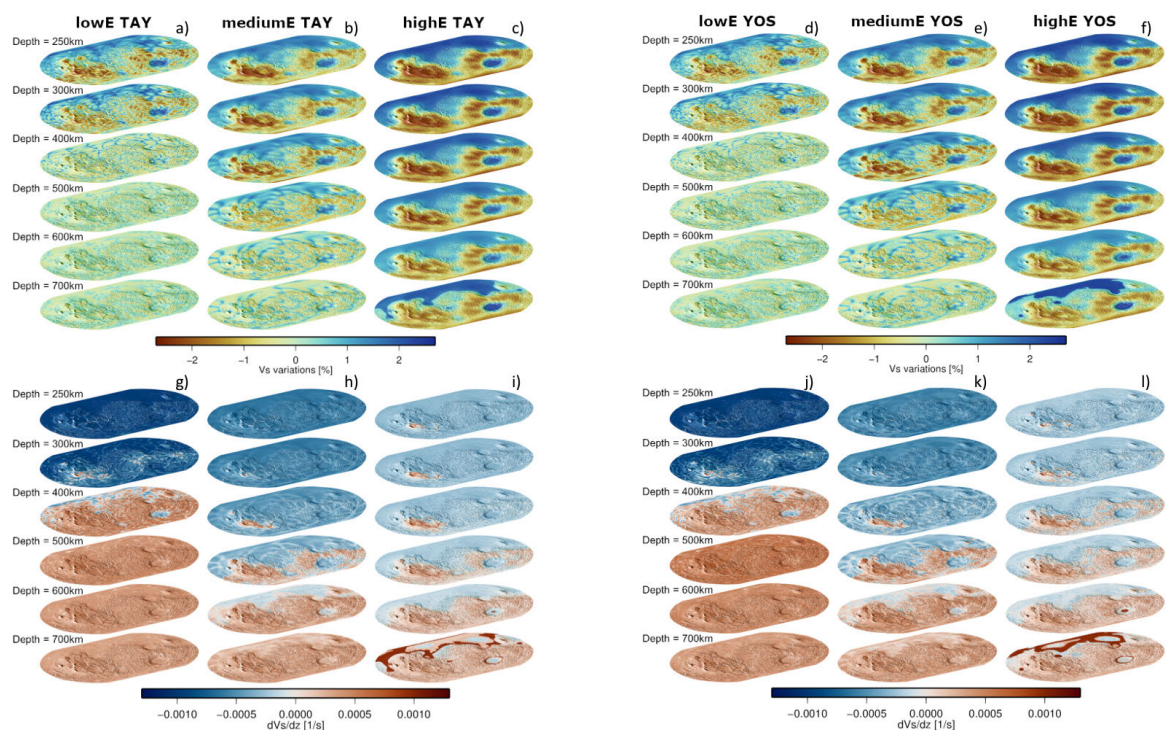 lowE TAY mediumE TAY highE TAY
a) b) c)
Depth = 250km
Depth = 300km
Depth = 400km
Depth = 500km
Depth = 600km
Depth = 700km
−2 −1 0 1 2
Vs variations [%]
lowE YOS mediumE YOS highE YOS
d) e) f)
Depth = 250km
Depth = 300km
Depth = 400km
Depth = 500km
Depth = 600km
Depth = 700km
−2 −1 0 1 2
Vs variations [%]
g) h) i)
Depth = 250km
Depth = 300km
Depth = 400km
Depth = 500km
Depth = 600km
Depth = 700km
−0.0010 −0.0005 0.0000 0.0005 0.0010
dVs/dz [1/s]
j) k) l)
Depth = 250km
Depth = 300km
Depth = 400km
Depth = 500km
Depth = 600km
Depth = 700km
−0.0010 −0.0005 0.0000 0.0005 0.0010
dVs/dz [1/s]